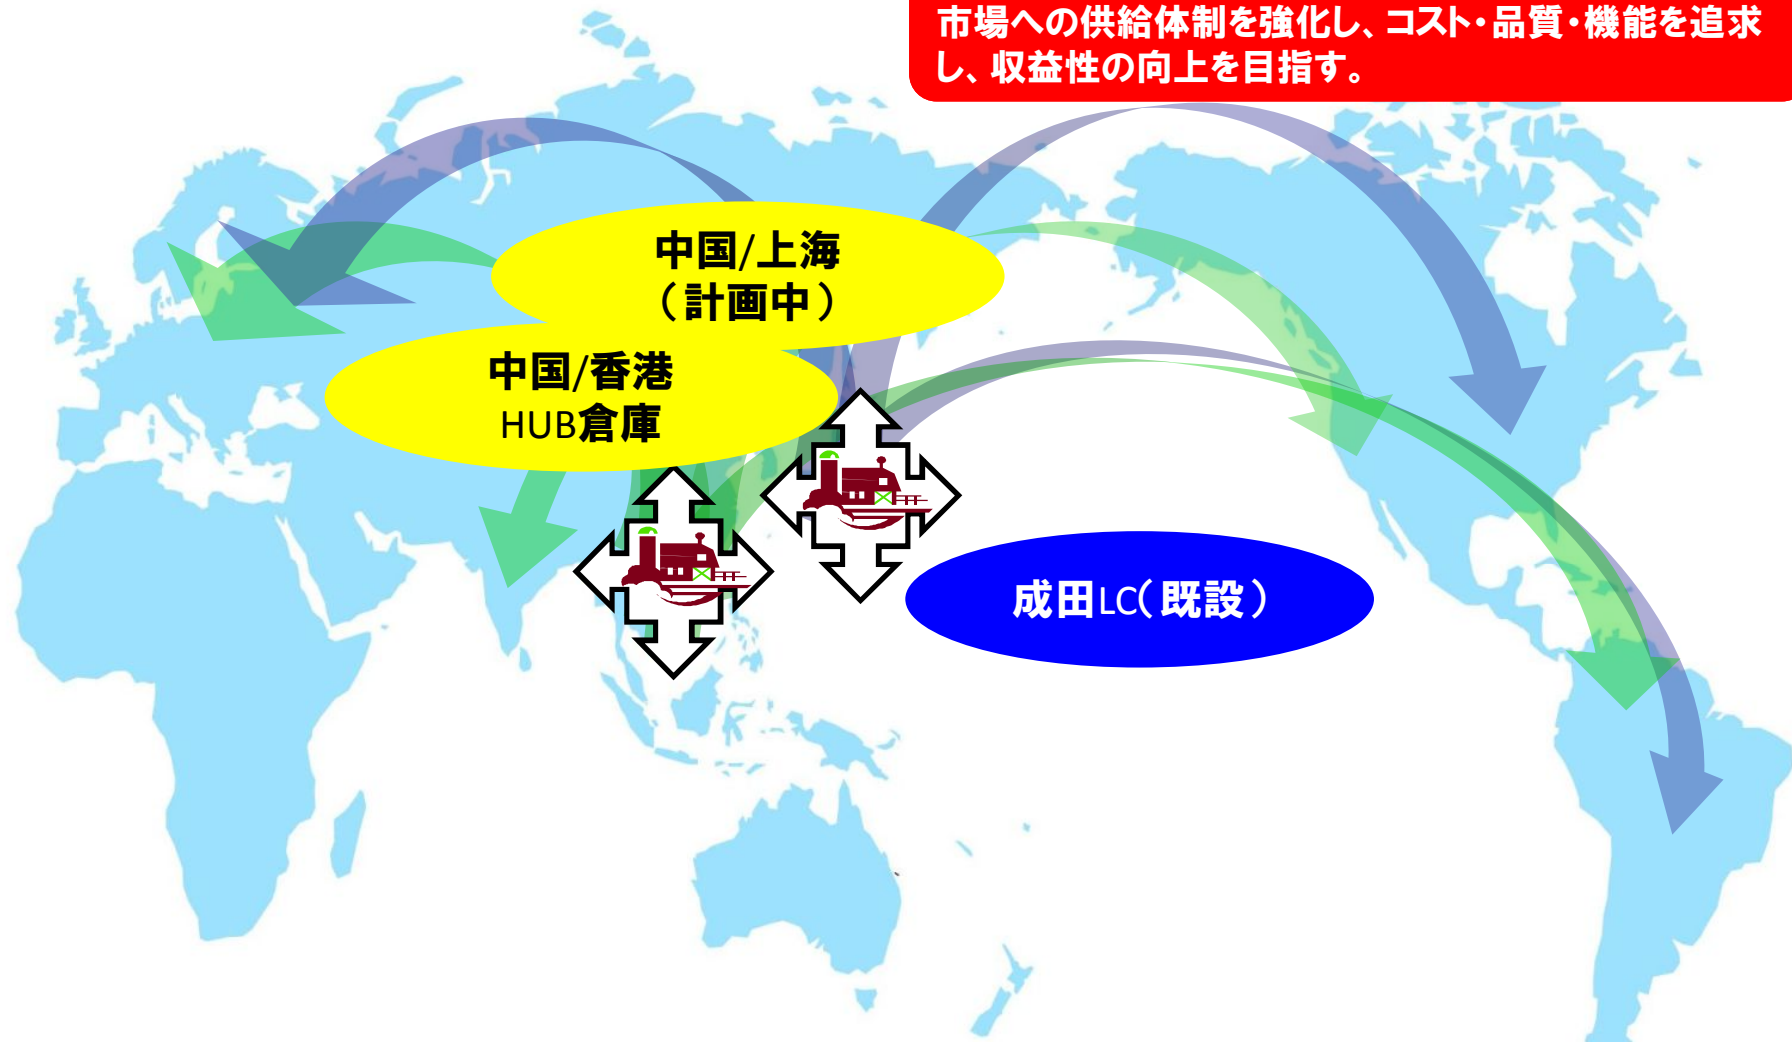 市場への供給体制を強化し、コスト・品質・機能を追求
し、収益性の向上を目指す。
中国/上海
（計画中）
中国/香港
HUB倉庫
成田LC（既設）